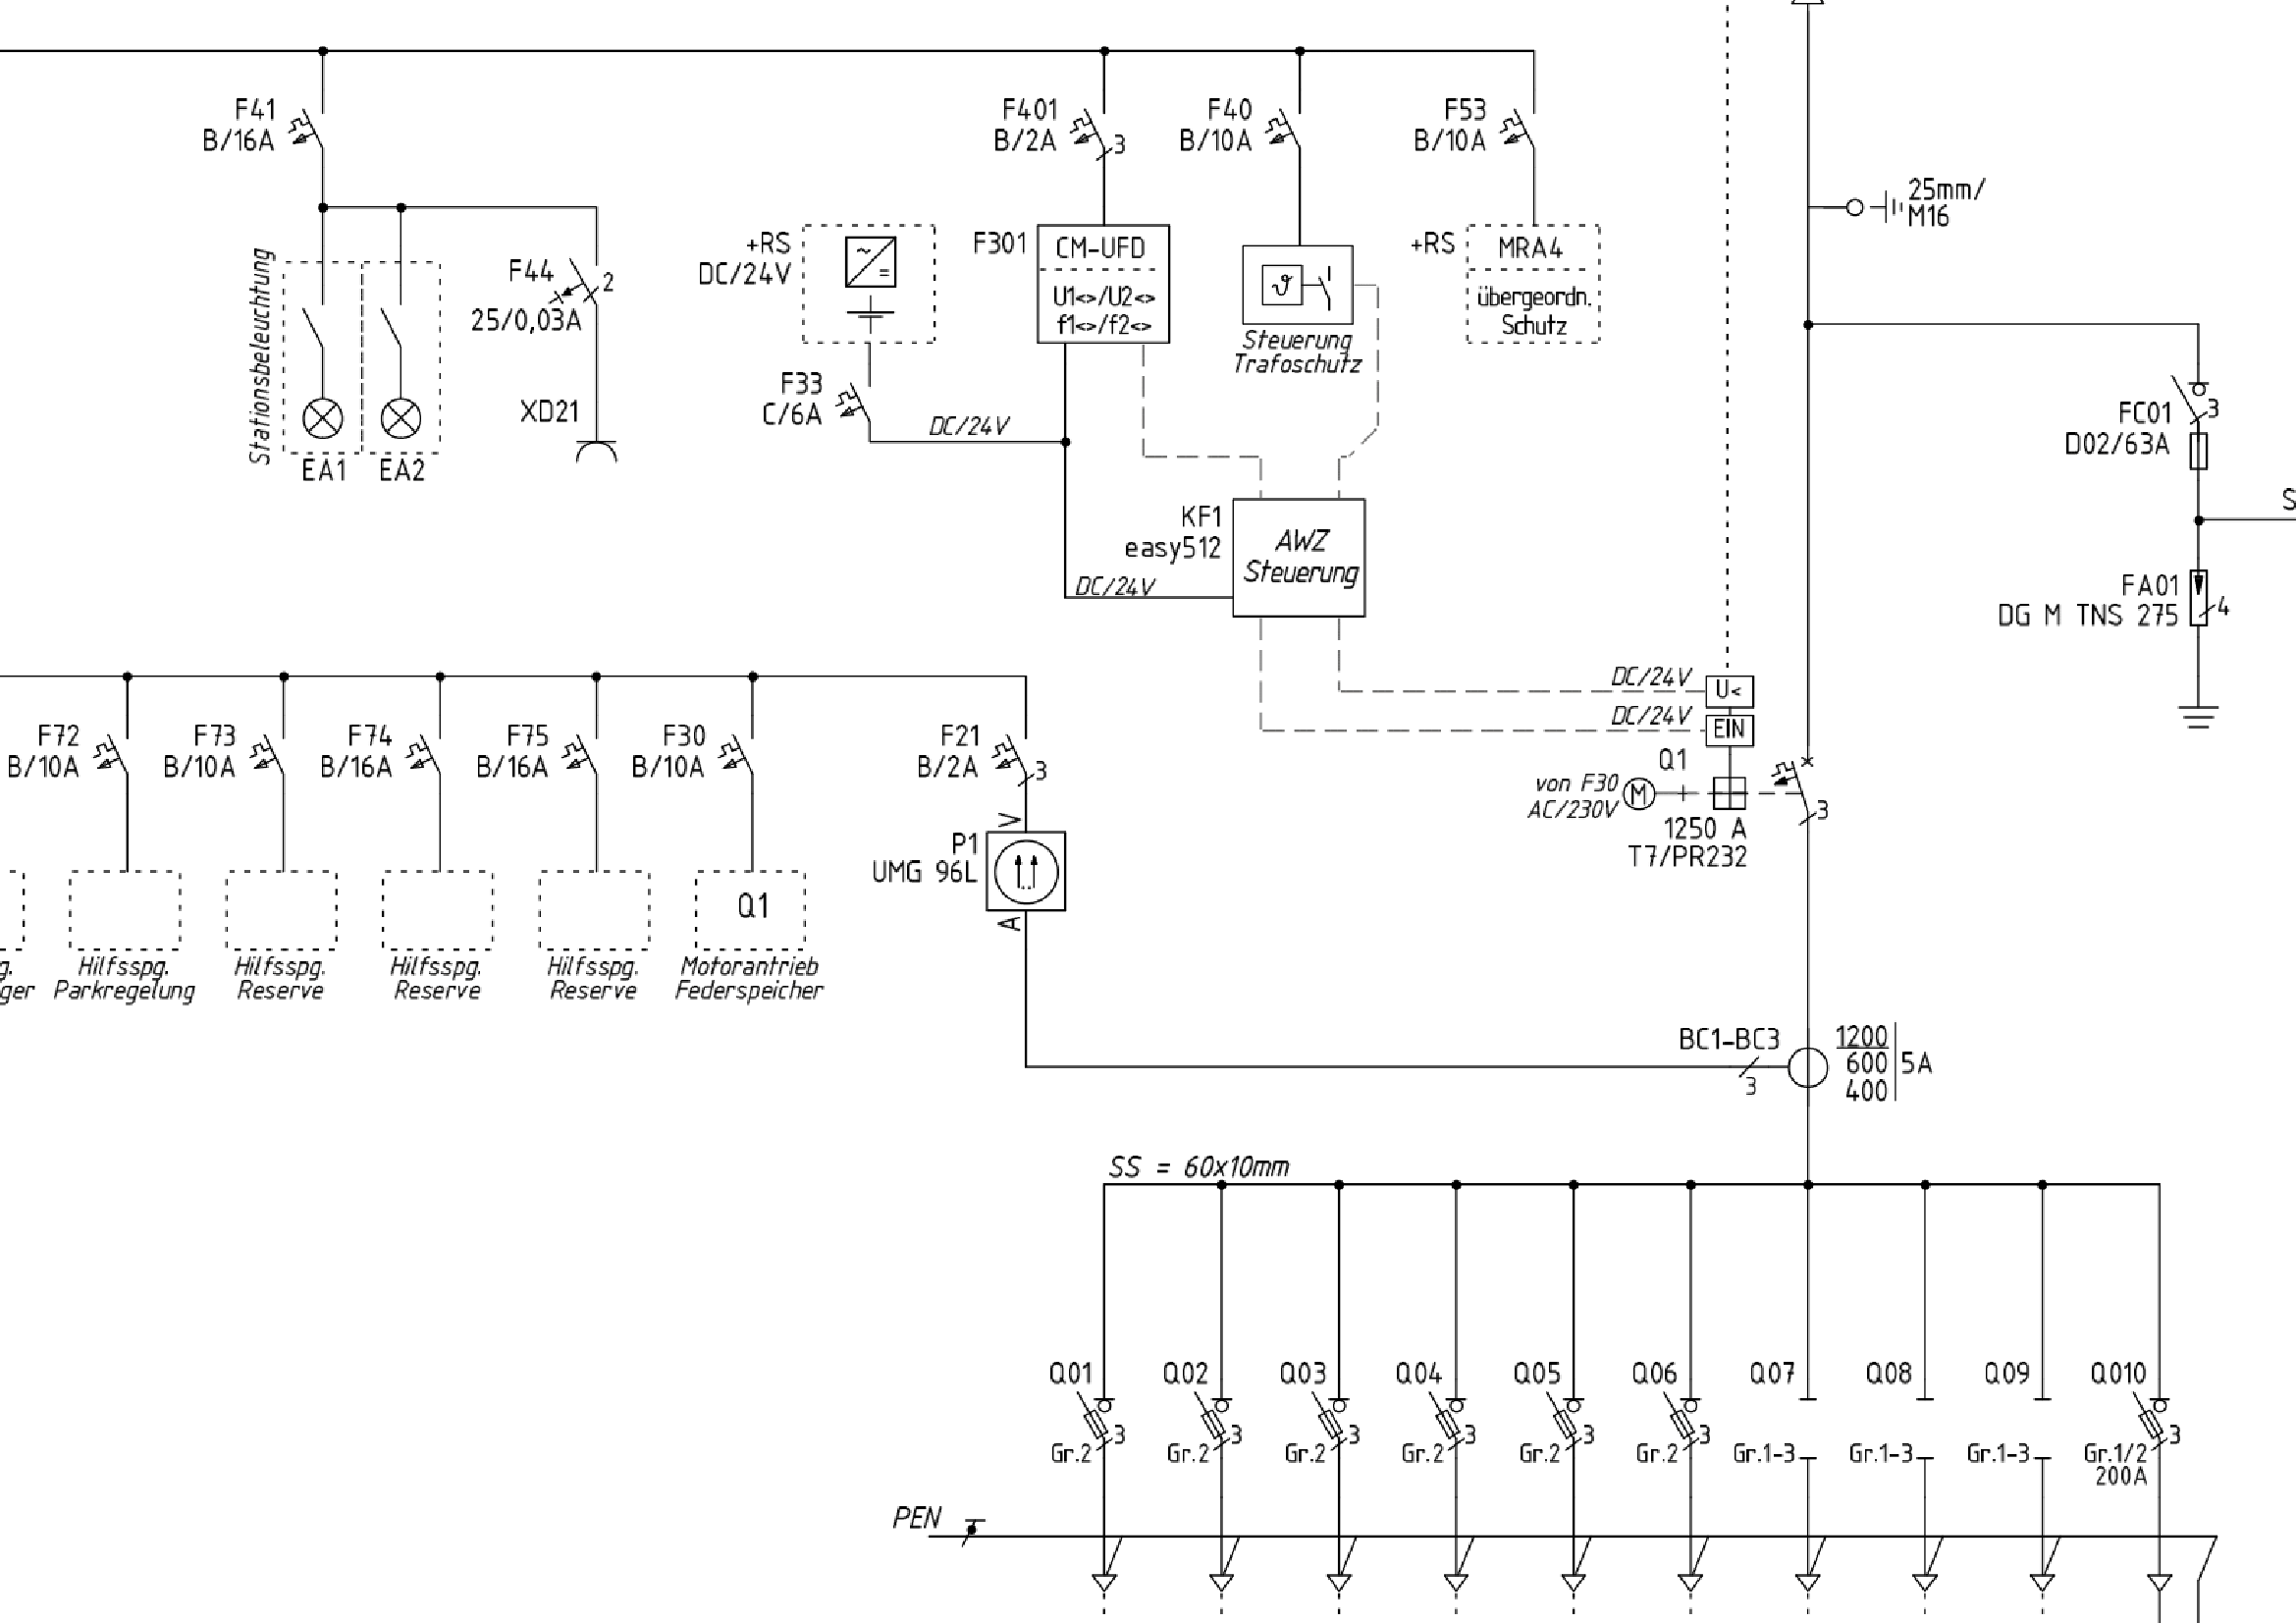 F41
B/16A
F401
B/2A
3
F40
B/10A
F53
B/10A
25mm/
M16
Stationsbeleuchtung
EA1
EA2
F44
25/0,03A
2
XD21
+RS
DC/24V
~
=
F33
C/6A
DC/24V
F301
CM-UFD
U1<>/U2<>
f1<>/f2<>
ϑ
Steuerung
Trafoschutz
+RS
MRA4
übergeordn.
Schutz
KF1
easy512
AWZ
Steuerung
DC/24V
FC01
D02/63A
3
S
FA01
DG M TNS 275
4
DC/24V
U<
DC/24V
EIN
Q1
von F30
AC/230V
M
3
1250 A
T7/PR232
F72
B/10A
F73
B/10A
F74
B/16A
F75
B/16A
F30
B/10A
F21
B/2A
3
V
P1
UMG 96L
A
Q1
g.
ger
Hilfsspg.
Parkregelung
Hilfsspg.
Reserve
Hilfsspg.
Reserve
Hilfsspg.
Reserve
Motorantrieb
Federspeicher
BC1-BC3
3
1200
600
400
5A
SS = 60x10mm
Q01
3
Gr.2
Q02
3
Gr.2
Q03
3
Gr.2
Q04
3
Gr.2
Q05
3
Gr.2
Q06
3
Gr.2
Q07
Gr.1-3
Q08
Gr.1-3
Q09
Gr.1-3
Q010
3
Gr.1/2
200A
PEN